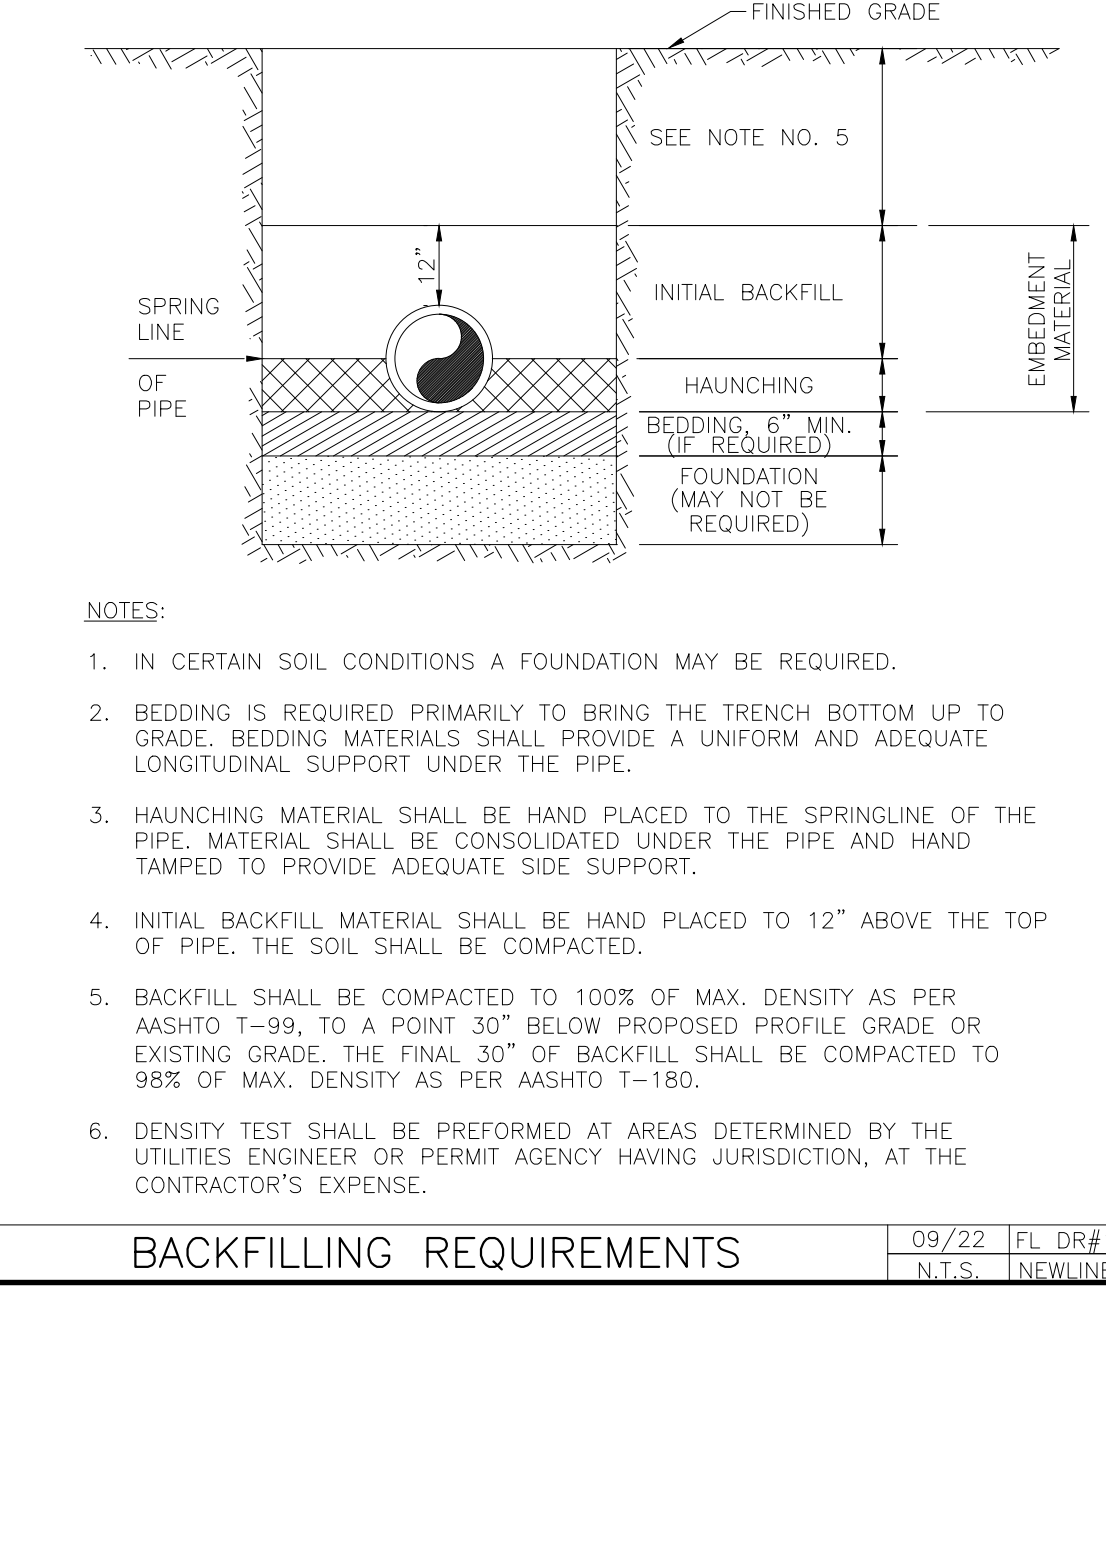 FINISHED GRADE
SEE NOTE NO. 5
12”
INITIAL BACKFILL
EMBEDMENT
MATERIAL
SPRING
LINE
OF
PIPE
HAUNCHING
BEDDING, 6” MIN.
(IF REQUIRED)
FOUNDATION
(MAY NOT BE
REQUIRED)
NOTES:
1. IN CERTAIN SOIL CONDITIONS A FOUNDATION MAY BE REQUIRED.
2. BEDDING IS REQUIRED PRIMARILY TO BRING THE TRENCH BOTTOM UP TO
GRADE. BEDDING MATERIALS SHALL PROVIDE A UNIFORM AND ADEQUATE
LONGITUDINAL SUPPORT UNDER THE PIPE.
3. HAUNCHING MATERIAL SHALL BE HAND PLACED TO THE SPRINGLINE OF THE
PIPE. MATERIAL SHALL BE CONSOLIDATED UNDER THE PIPE AND HAND
TAMPED TO PROVIDE ADEQUATE SIDE SUPPORT.
4. INITIAL BACKFILL MATERIAL SHALL BE HAND PLACED TO 12” ABOVE THE TOP
OF PIPE. THE SOIL SHALL BE COMPACTED.
5. BACKFILL SHALL BE COMPACTED TO 100% OF MAX. DENSITY AS PER
AASHTO T-99, TO A POINT 30” BELOW PROPOSED PROFILE GRADE OR
EXISTING GRADE. THE FINAL 30” OF BACKFILL SHALL BE COMPACTED TO
98% OF MAX. DENSITY AS PER AASHTO T-180.
6. DENSITY TEST SHALL BE PREFORMED AT AREAS DETERMINED BY THE
UTILITIES ENGINEER OR PERMIT AGENCY HAVING JURISDICTION, AT THE
CONTRACTOR’S EXPENSE.
BACKFILLING REQUIREMENTS
09/22
FL DR#
N.T.S.
NEWLINE